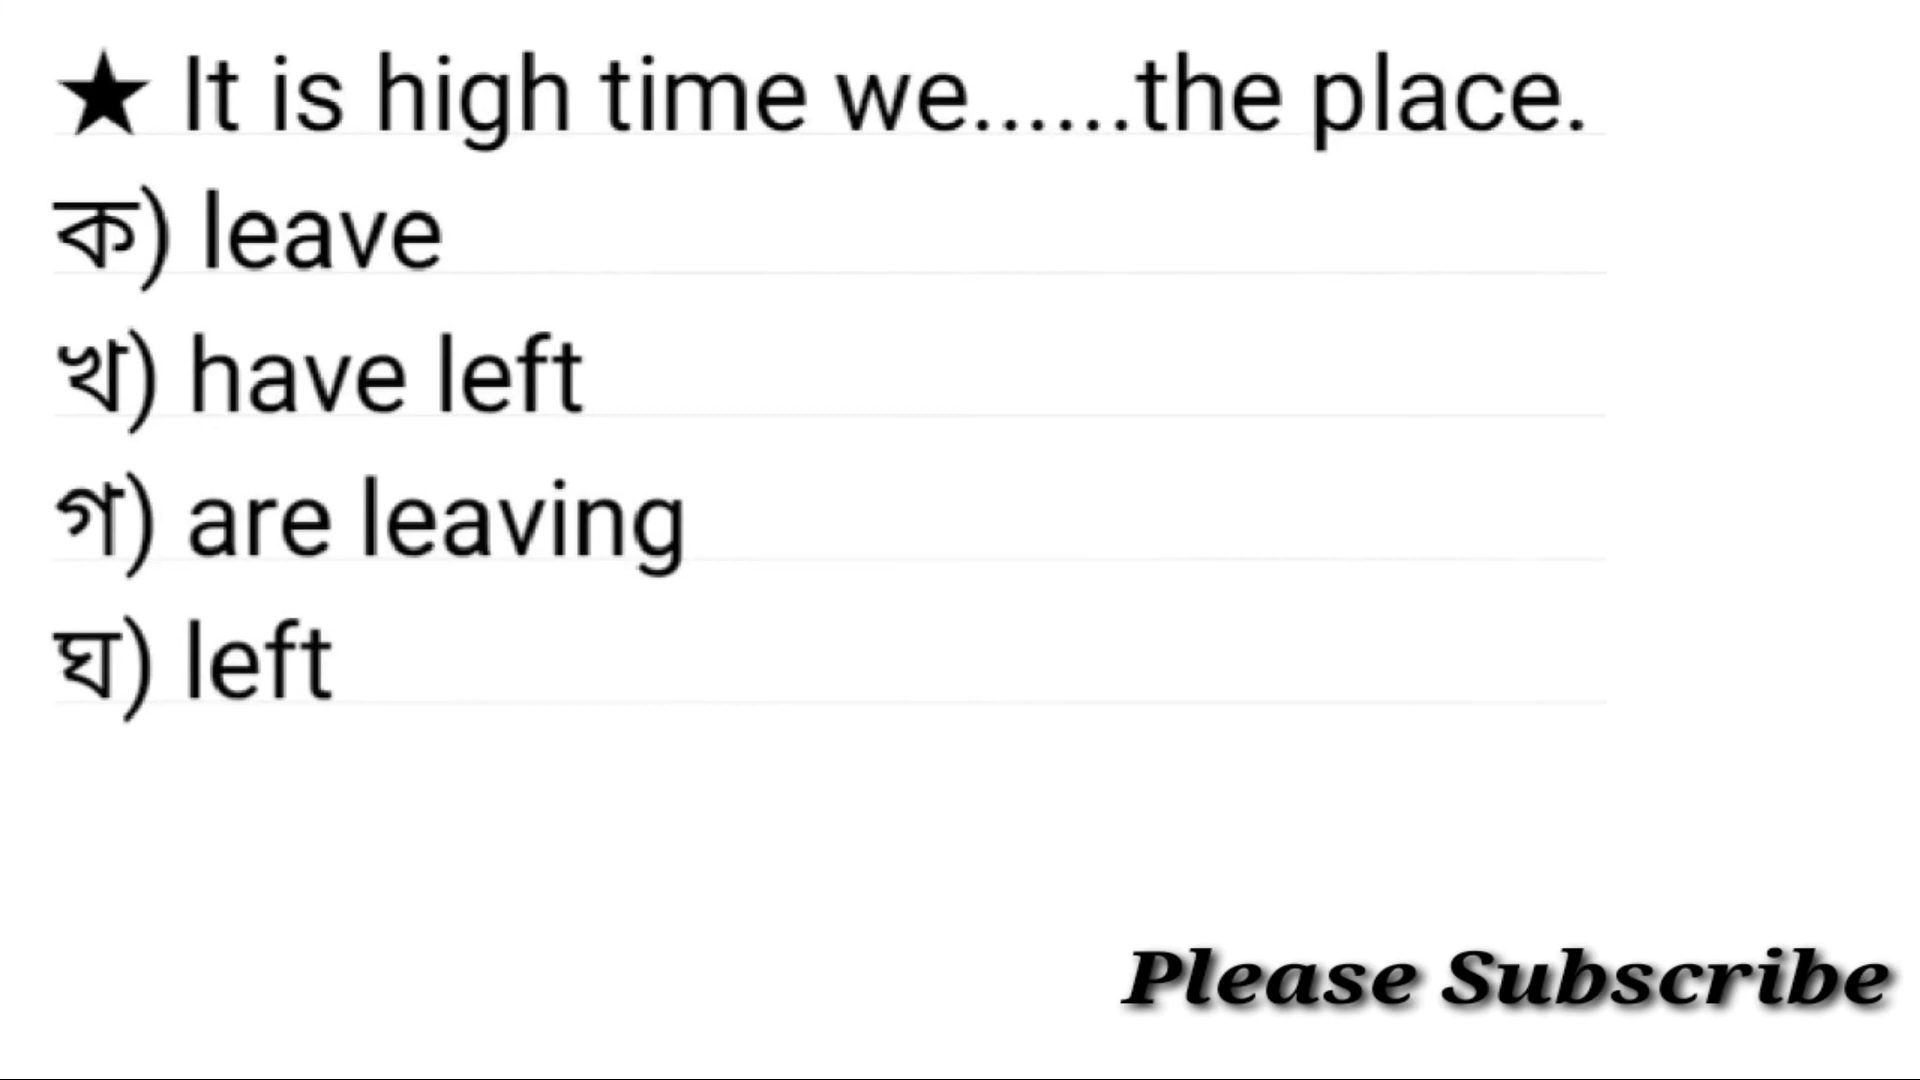 ★ It is high time we......the place.
ক) leave
খ) have left
গ) are leaving
ঘ) left
Please Subscribe